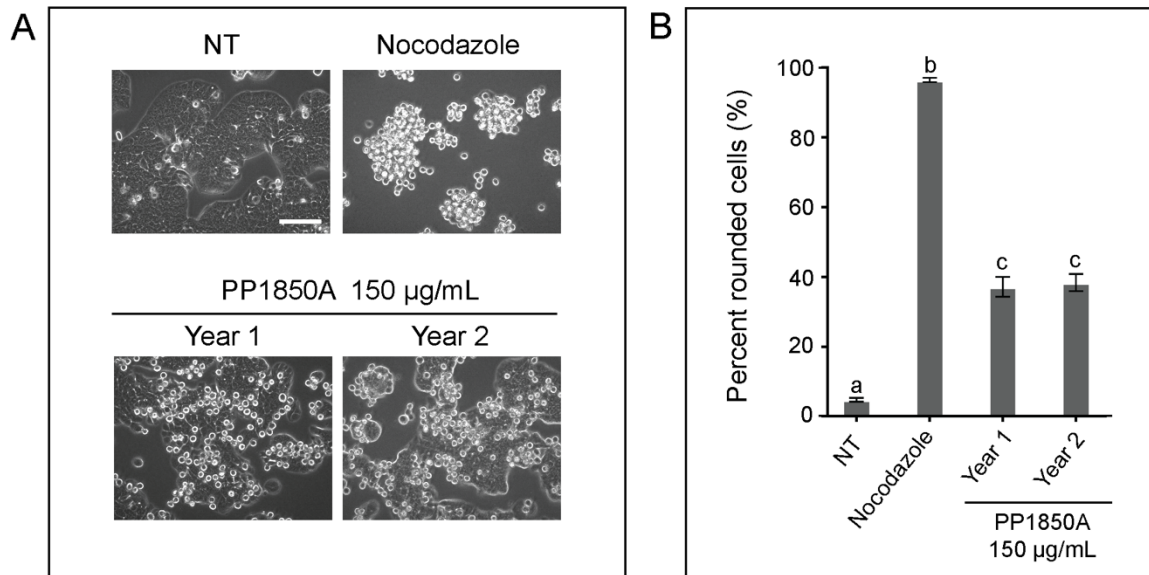 A
NT
Nocodazole
PP1850A 150 µg/mL
Year 1
Year 2
B
Percent rounded cells (%)
100
80
60
40
20
0
a
b
c
c
NT
Nocodazole
Year 1
Year 2
PP1850A
150 µg/mL